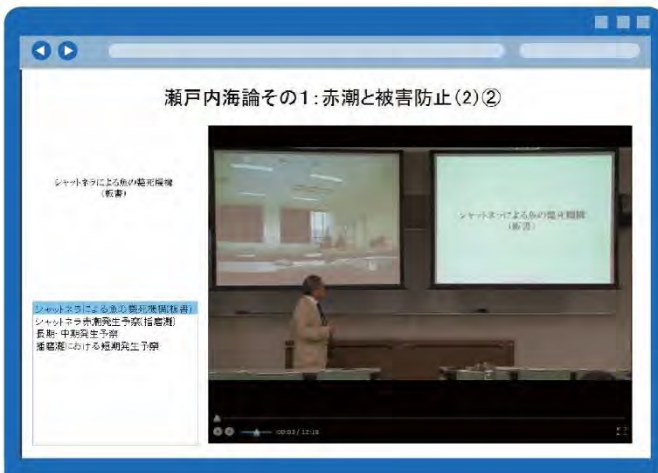 瀬戸内海論その1:赤潮と被害防止(2)②
シャットネラによる魚の斃死機構
(板書)
シャットネラによる魚の斃死機構(板書)
シャットネラ赤潮発生予察(播磨灘)
長期・中期発生予察
播磨灘における短期発生予察
シャットネラによる魚の斃死機構
(板書)